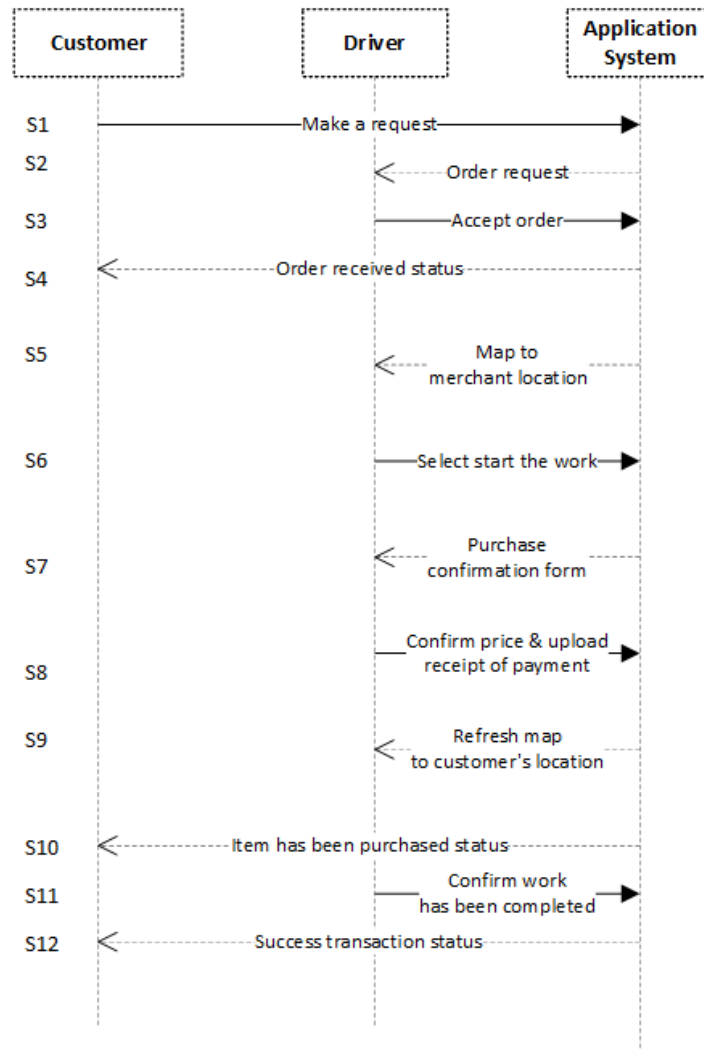 Customer
Driver
Application
System
S1
Make a request
S2
Order request
S3
Accept order
S4
Order received status
S5
Map to
merchant location
S6
Select start the work
S7
Purchase
confirmation form
S8
Confirm price & upload
receipt of payment
S9
Refresh map
to customer's location
S10
Item has been purchased status
S11
Confirm work
has been completed
S12
Success transaction status